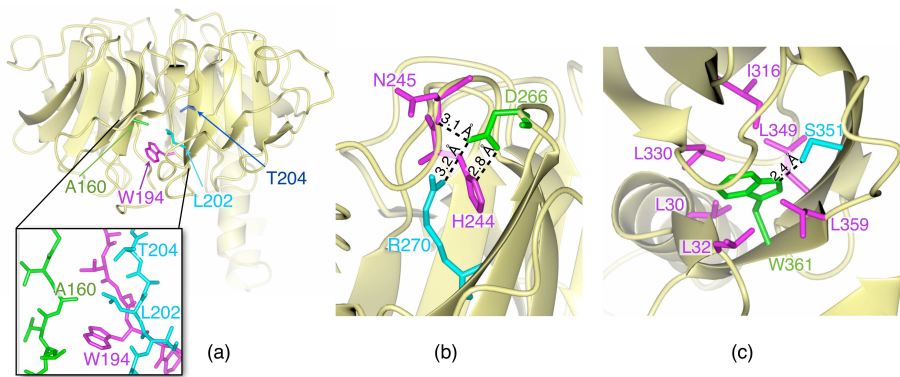 A160
W194
L202
T204
T204
A160
L202
W194
(a)
N245
D266
3.1 Å
3.2 Å
2.8 Å
H244
R270
(b)
I316
L349
S351
L330
2.4 Å
L30
L359
L32
W361
(c)